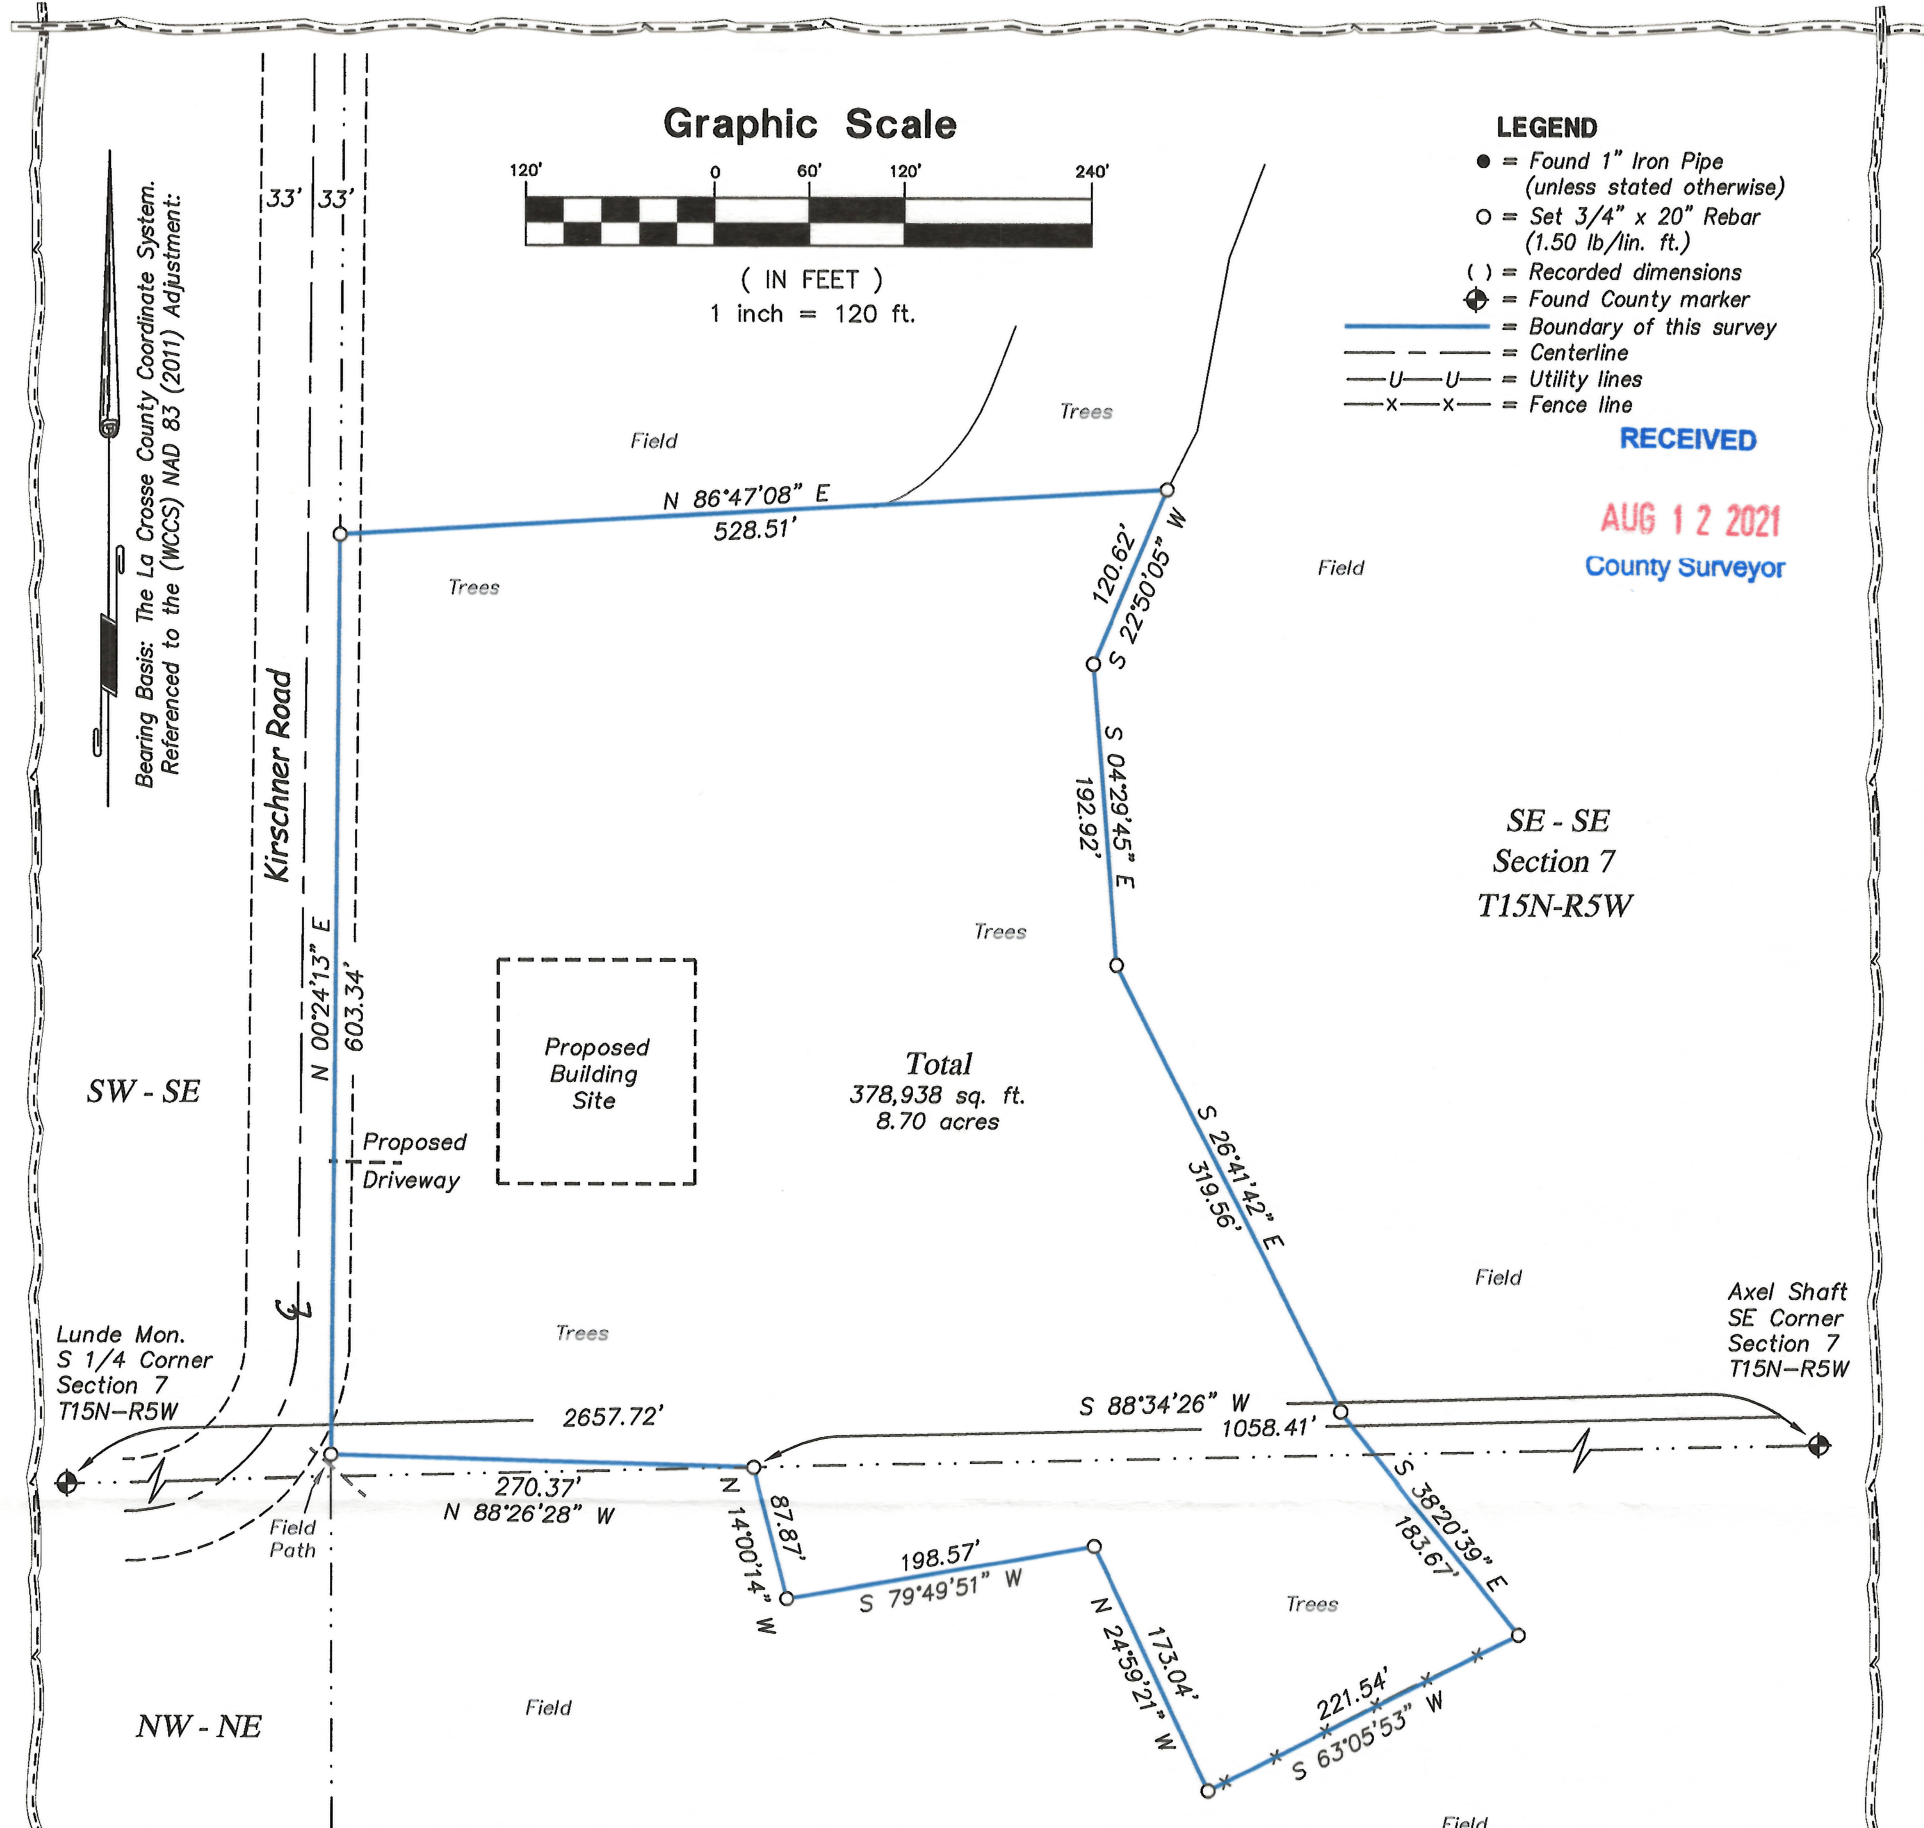 Graphic Scale
120'
0
60'
120'
240'
( IN FEET )
1 inch = 120 ft.
LEGEND
= Found 1” Iron Pipe
(unless stated otherwise)
= Set 3/4” x 20” Rebar
(1.50 lb/lin. ft.)
( ) = Recorded dimensions
= Found County marker
= Boundary of this survey
= Centerline
U U = Utility lines
x x = Fence line
RECEIVED
AUG 12 2021
County Surveyor
Bearing Basis: The La Crosse County Coordinate System.
Referenced to the (WCCS) NAD 83 (2011) Adjustment:
33' 33'
Kirschner Road
Field
Trees
N 86°47'08” E
528.51'
Trees
120.62'
S 22°50'05” W
Field
S 04°29'45” E
192.92'
SE - SE
Section 7
T15N-R5W
Trees
N 00°24'13” E
603.34'
Proposed
Building
Site
Total
378,938 sq. ft.
8.70 acres
SW - SE
Proposed
Driveway
S 26°41'42” E
319.56'
Field
Axel Shaft
SE Corner
Section 7
T15N-R5W
Lunde Mon.
S 1/4 Corner
Section 7
T15N-R5W
Trees
2657.72'
S 88°34'26” W
1058.41'
270.37'
N 88°26'28” W
Field
Path
N 14°00'14” W
87.87'
198.57'
S 79°49'51” W
S 38°20'39” E
183.67'
Trees
N 24°59'21” W
173.04'
221.54'
S 63°05'53” W
NW - NE
Field
Field